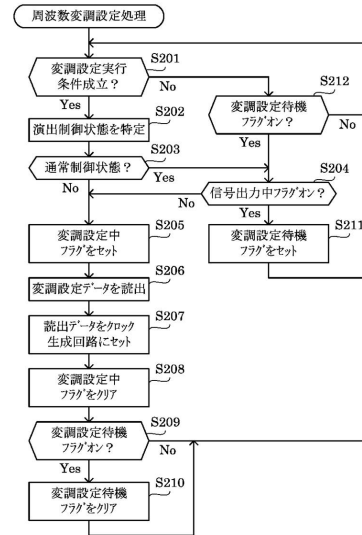 周波数変調設定処理
S201
変調設定実行
条件成立？
No
Yes
S202
演出制御状態を特定
S203
通常制御状態？
Yes
No
S212
変調設定待機
フラグオン？
No
Yes
S204
信号出力中フラグオン？
No
Yes
S211
変調設定待機
フラグをセット
S205
変調設定中
フラグをセット
S206
変調設定データを読出
S207
読出データをクロック
生成回路にセット
S208
変調設定中
フラグをクリア
S209
変調設定待機
フラグオン？
No
Yes
S210
変調設定待機
フラグをクリア